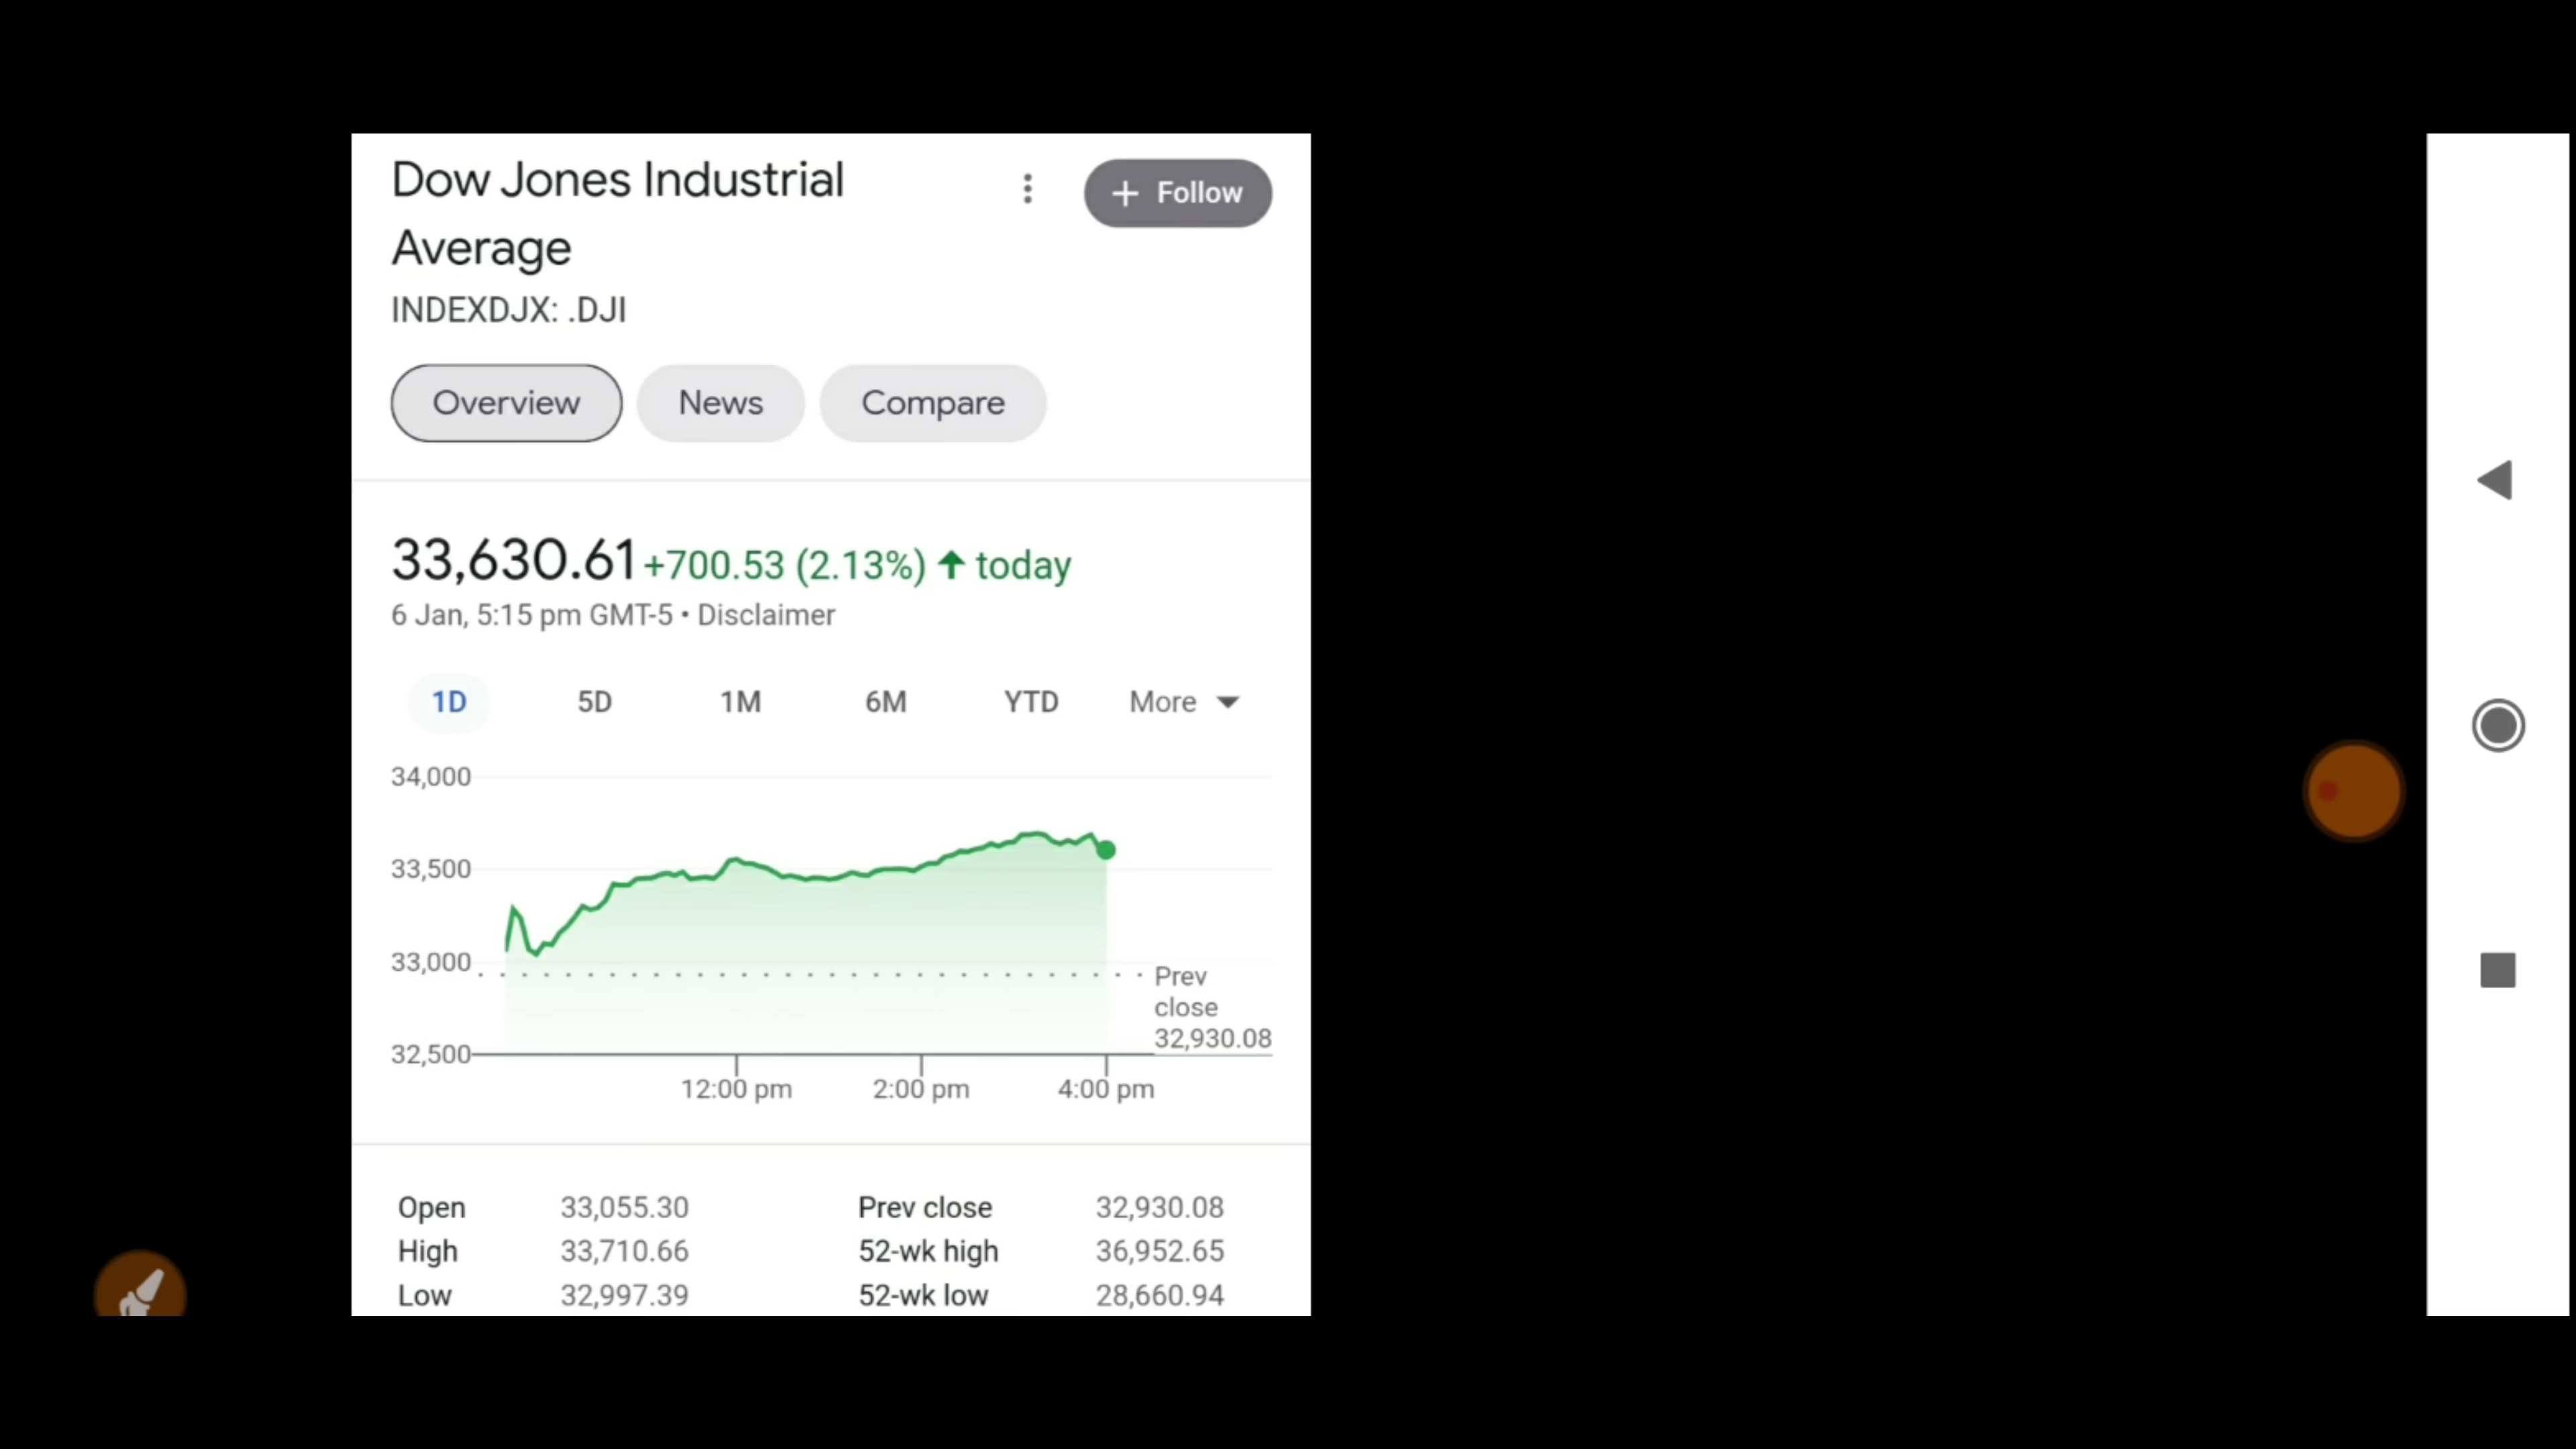 Dow Jones Industrial
Average
+ Follow
INDEXDJX: .DJI
Overview News Compare
33,630.61 +700.53 (2.13%) ↑ today
6 Jan, 5:15 pm GMT-5 • Disclaimer
1D 5D 1M 6M YTD More
34,000
33,500
33,000
32,500
Prev
close
32,930.08
12:00 pm 2:00 pm 4:00 pm
Open 33,055.30 Prev close 32,930.08
High 33,710.66 52-wk high 36,952.65
Low 32,997.39 52-wk low 28,660.94